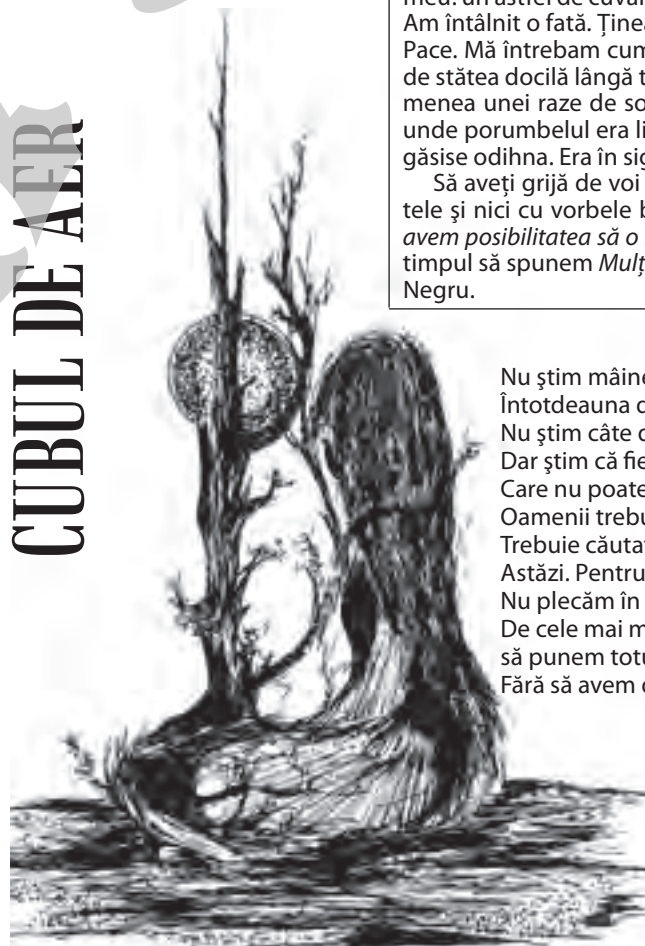 CUBUL DE AER
meu: un astfel de cuvân
Am întâlnit o fată. Ținea
Pace. Mă întrebam cum
de stătea docilă lângă t
menea unei raze de so
unde porumbelul era li
găsise odihna. Era în sig
Să aveți grijă de voi
tele și nici cu vorbele b
avem posibilitatea să o
timpul să spunem Mulț
Negru.
Nu ştim mâine
Întotdeauna d
Nu ştim câte d
Dar ştim că fie
Care nu poate
Oamenii trebu
Trebuie căutat
Astăzi. Pentru
Nu plecăm în
De cele mai m
să punem totu
Fără să avem c